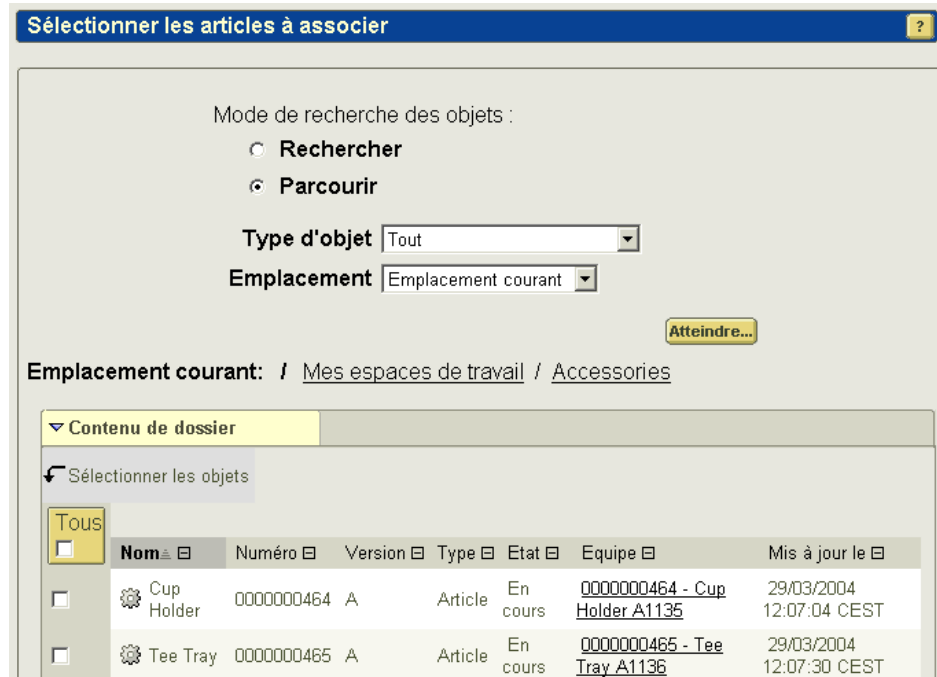 Sélectionner les articles à associer ?
Mode de recherche des objets :
Rechercher
Parcourir
Type d'objet Tout
Emplacement Emplacement courant
Atteindre...
Emplacement courant: / Mes espaces de travail / Accessories
Contenu de dossier
Sélectionner les objets
Tous
Nom Numéro Version Type Etat Equipe Mis à jour le
Cup Holder 0000000464 A Article En cours 0000000464 - Cup Holder A1135 29/03/2004 12:07:04 CEST
Tee Tray 0000000465 A Article En cours 0000000465 - Tee Tray A1136 29/03/2004 12:07:30 CEST